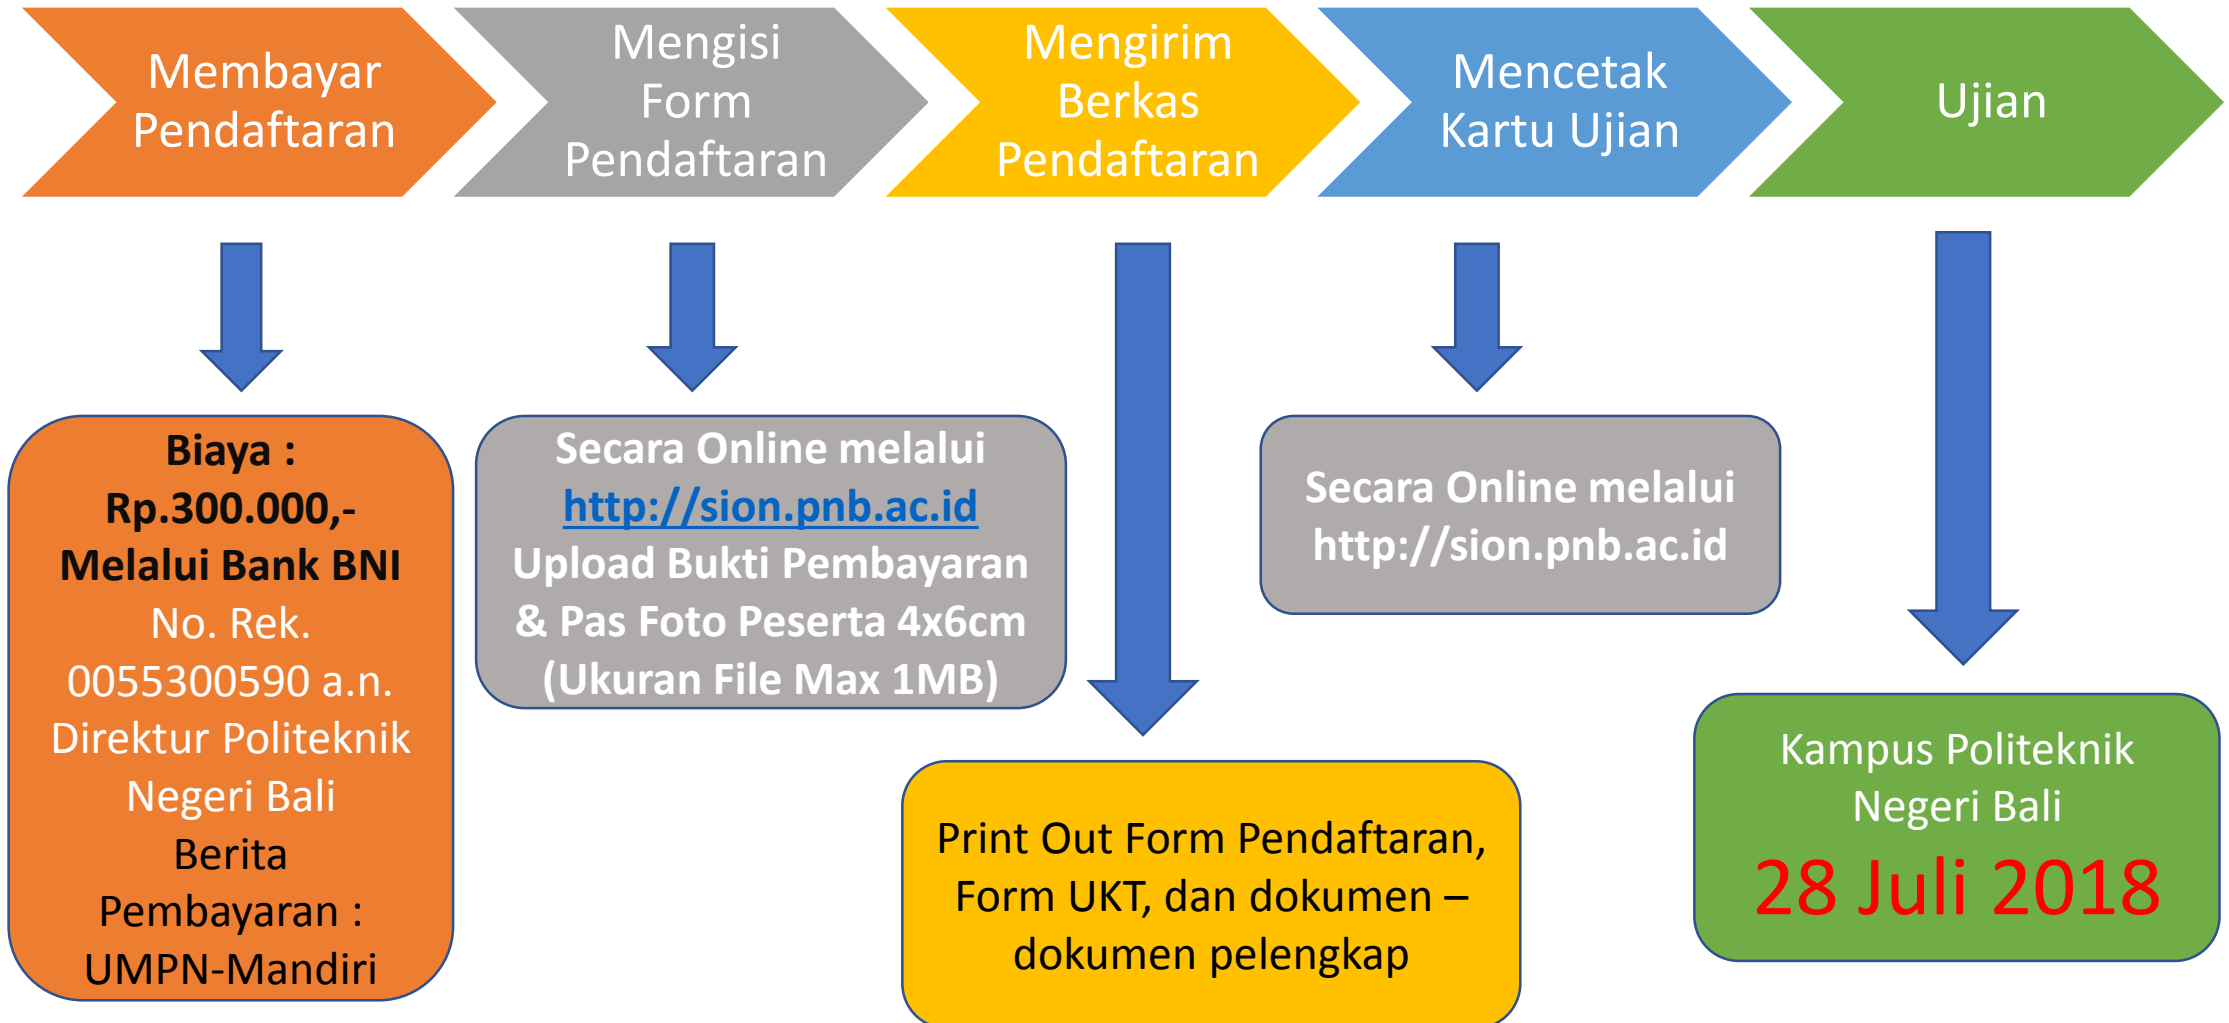 Membayar
Pendaftaran
Mengisi
Form
Pendaftaran
Mengirim
Berkas
Pendaftaran
Mencetak
Kartu Ujian
Ujian
Biaya :
Rp.300.000,-
Melalui Bank BNI
No. Rek.
0055300590 a.n.
Direktur Politeknik
Negeri Bali
Berita
Pembayaran :
UMPN-Mandiri
Secara Online melalui
http://sion.pnb.ac.id
Upload Bukti Pembayaran
& Pas Foto Peserta 4x6cm
(Ukuran File Max 1MB)
Print Out Form Pendaftaran,
Form UKT, dan dokumen –
dokumen pelengkap
Secara Online melalui
http://sion.pnb.ac.id
Kampus Politeknik
Negeri Bali
28 Juli 2018